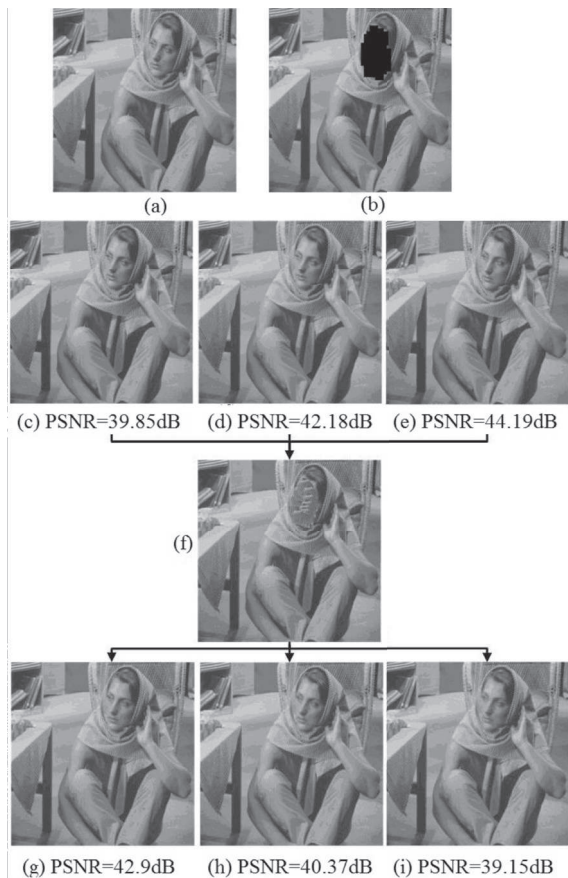 (a) (b)
(c) PSNR=39.85dB (d) PSNR=42.18dB (e) PSNR=44.19dB
(f)
(g) PSNR=42.9dB (h) PSNR=40.37dB (i) PSNR=39.15dB